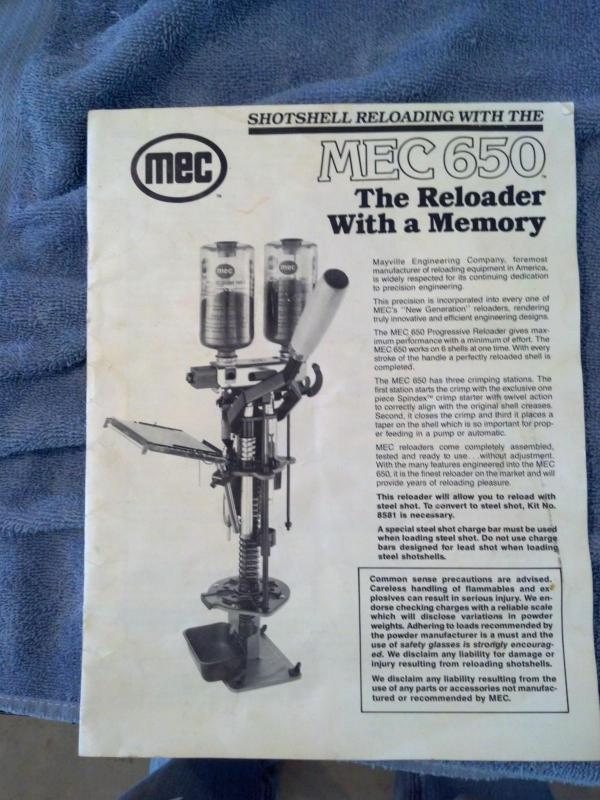 SHOTSHELL RELOADING WITH THE
mec
TM
MEC 650
TM
The Reloader
With a Memory
mec
mec
Mayville Engineering Company, foremost
manufacturer of reloading equipment in America,
is widely respected for its continuing dedication
to precision engineering.
This precision is incorporated into every one of
MEC's "New Generation" reloaders, rendering
truly innovative and efficient engineering designs.
The MEC 650 Progressive Reloader gives max-
imum performance with a minimum of effort. The
MEC 650 works on 6 shells at one time. With every
stroke of the handle a perfectly reloaded shell is
completed.
The MEC 650 has three crimping stations. The
first station starts the crimp with the exclusive one
piece Spindex™ crimp starter with swivel action
to correctly align with the original shell creases.
Second, it closes the crimp and third it places a
taper on the shell which is so important for prop-
er feeding in a pump or automatic.
MEC reloaders come completely assembled,
tested and ready to use...without adjustment.
With the many features engineered into the MEC
650, it is the finest reloader on the market and will
provide years of reloading pleasure.
This reloader will allow you to reload with
steel shot. To convert to steel shot, Kit No.
8581 is necessary.
A special steel shot charge bar must be used
when loading steel shot. Do not use charge
bars designed for lead shot when loading
steel shotshells.
Common sense precautions are advised.
Careless handling of flammables and ex-
plosives can result in serious injury. We en-
dorse checking charges with a reliable scale
which will disclose variations in powder
weights. Adhering to loads recommended by
the powder manufacturer is a must and the
use of safety glasses is strongly encourag-
ed. We disclaim any liability for damage or
injury resulting from reloading shotshells.
We disclaim any liability resulting from the
use of any parts or accessories not manufac-
tured or recommended by MEC.